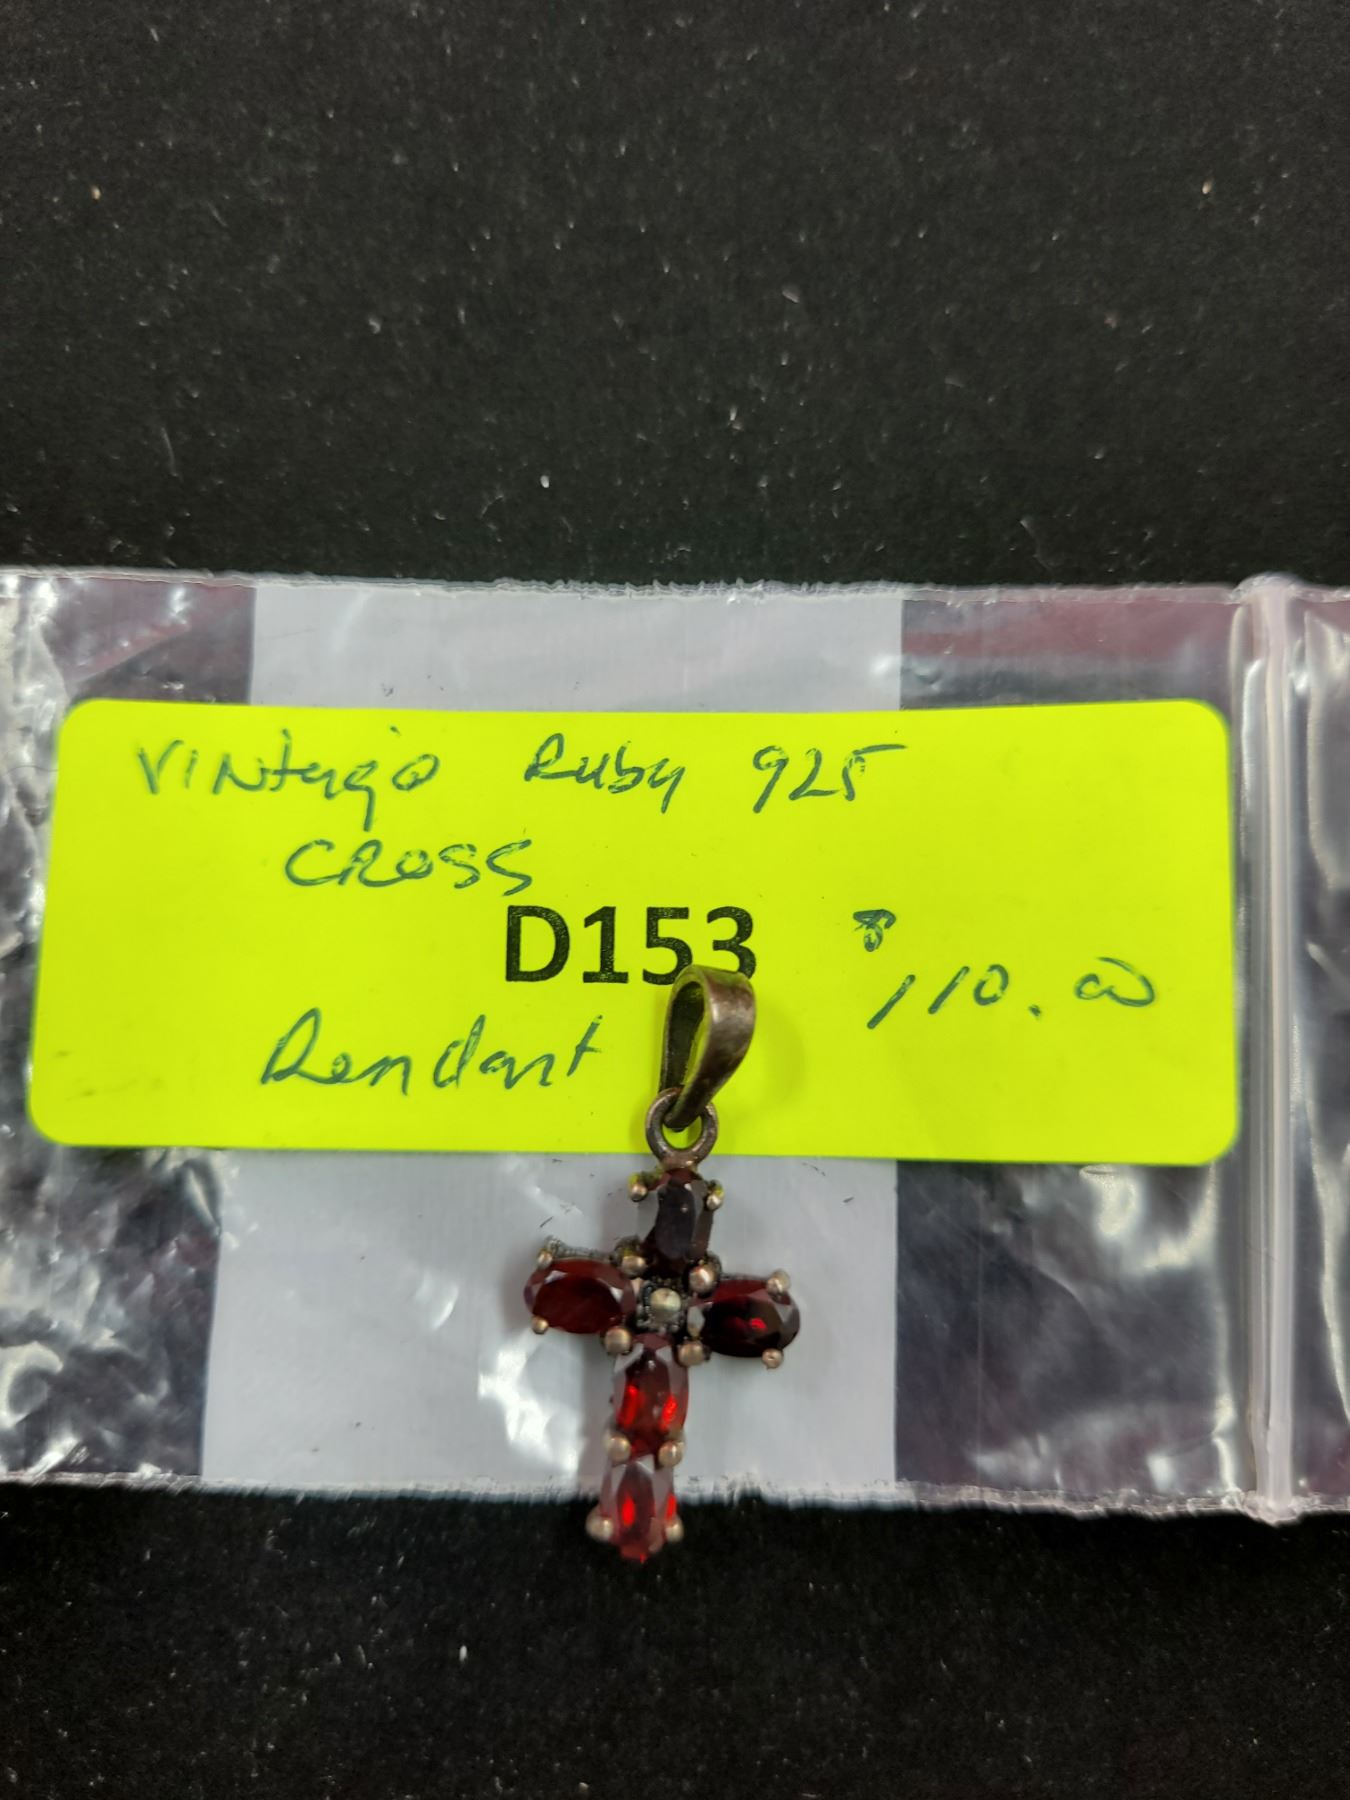 Vintage Ruby 925
CROSS
D153
$110.00
Pendant